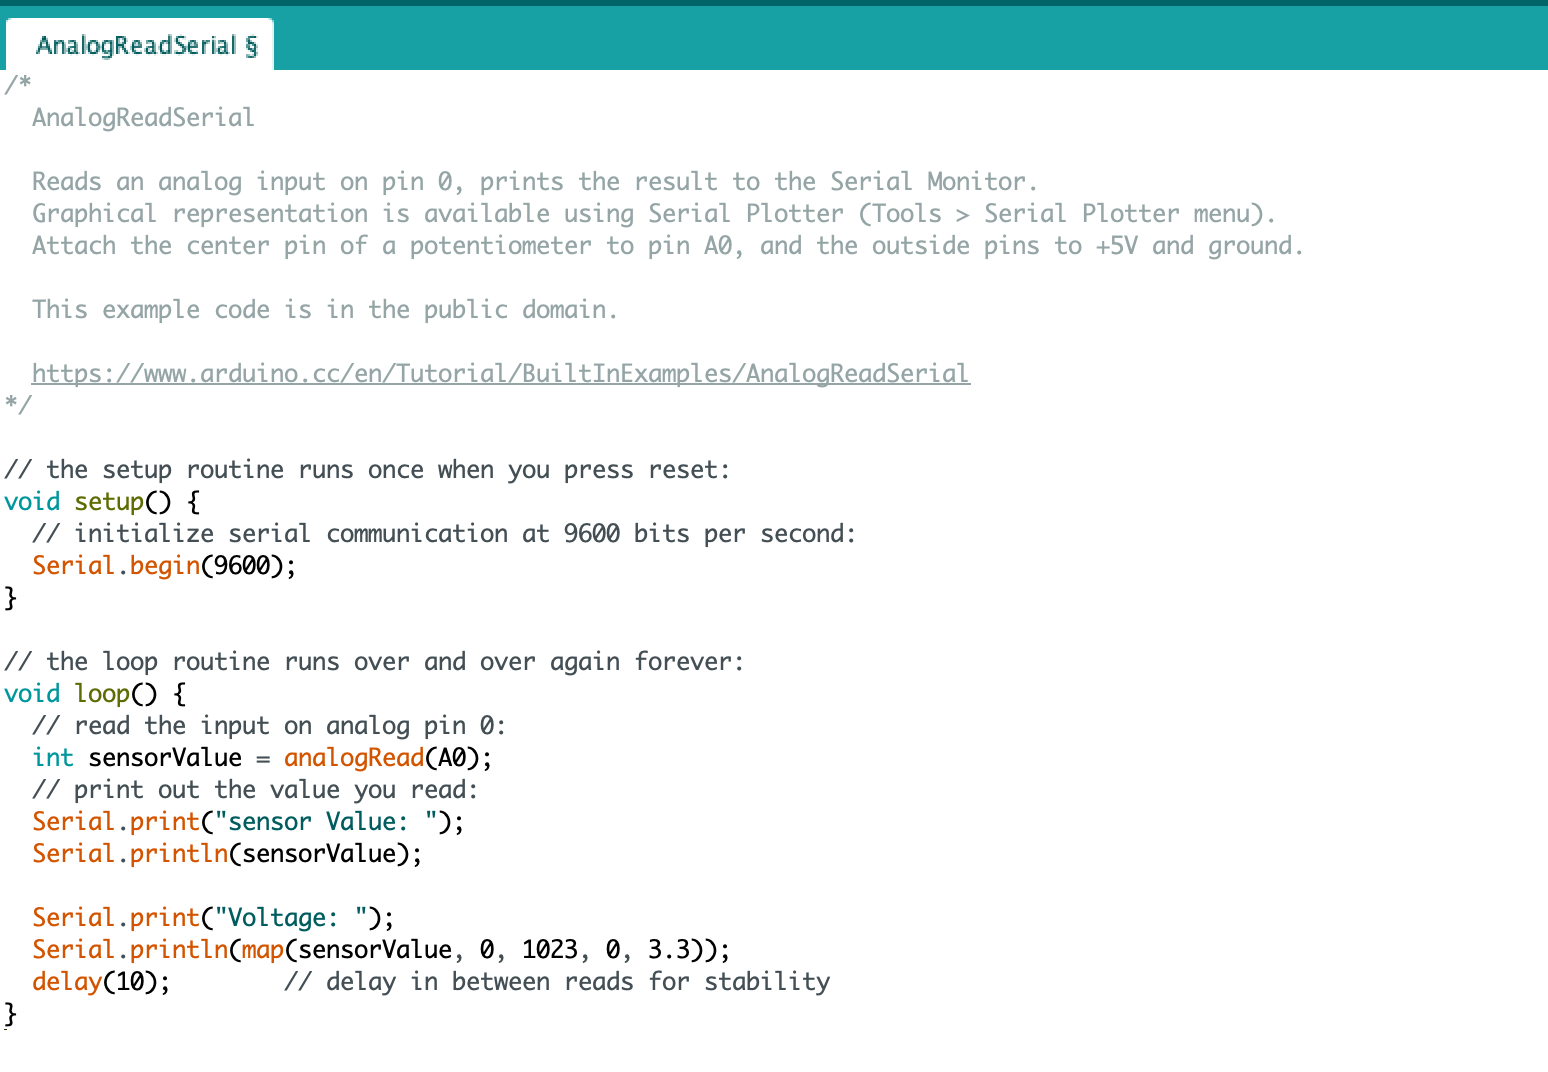 AnalogReadSerial §
/*
  AnalogReadSerial

  Reads an analog input on pin 0, prints the result to the Serial Monitor.
  Graphical representation is available using Serial Plotter (Tools > Serial Plotter menu).
  Attach the center pin of a potentiometer to pin A0, and the outside pins to +5V and ground.

  This example code is in the public domain.

  https://www.arduino.cc/en/Tutorial/BuiltInExamples/AnalogReadSerial
*/

// the setup routine runs once when you press reset:
void setup() {
  // initialize serial communication at 9600 bits per second:
  Serial.begin(9600);
}

// the loop routine runs over and over again forever:
void loop() {
  // read the input on analog pin 0:
  int sensorValue = analogRead(A0);
  // print out the value you read:
  Serial.print("sensor Value: ");
  Serial.println(sensorValue);

  Serial.print("Voltage: ");
  Serial.println(map(sensorValue, 0, 1023, 0, 3.3));
  delay(10);        // delay in between reads for stability
}